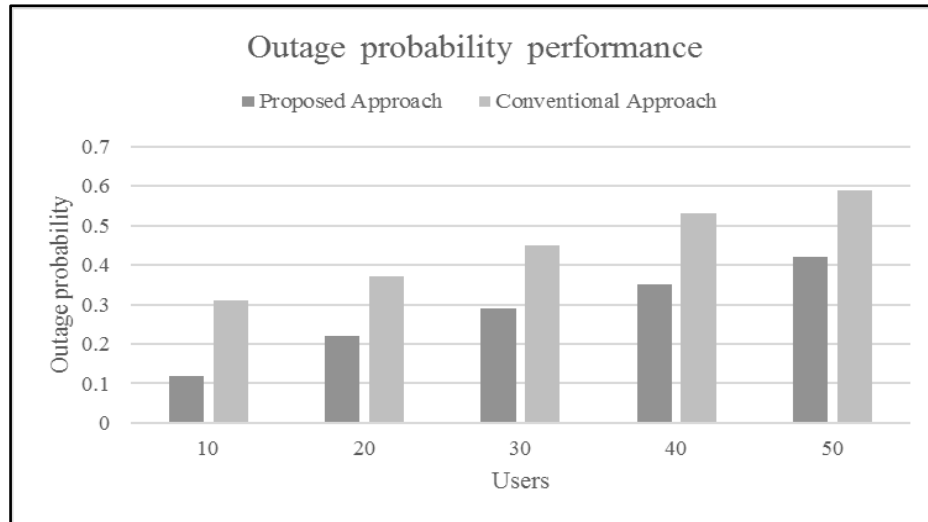 Outage probability performance
Proposed Approach Conventional Approach
0.7
0.6
0.5
0.4
0.3
0.2
0.1
0
Outage probability
10 20 30 40 50
Users